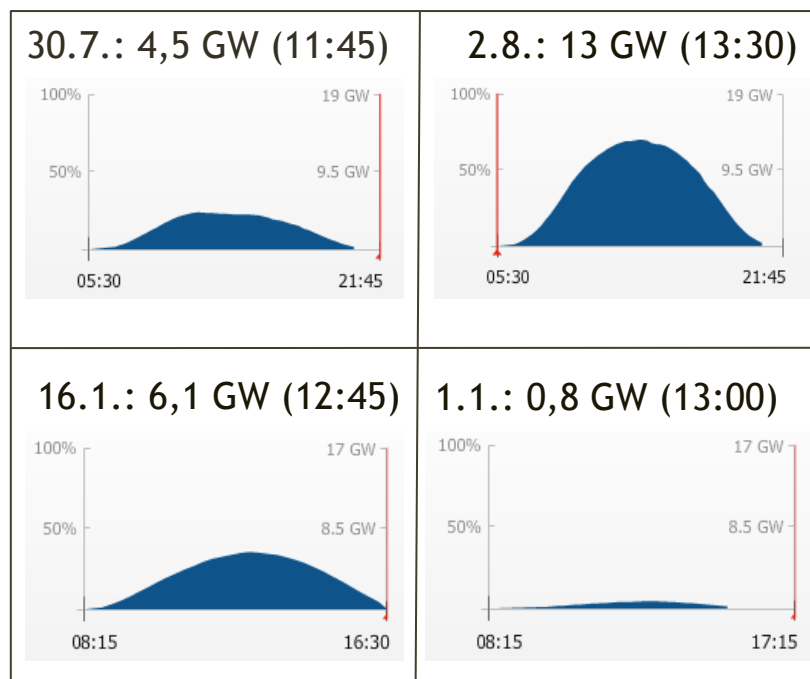 30.7.: 4,5 GW (11:45)
100%
19 GW
50%
9.5 GW
05:30
21:45
2.8.: 13 GW (13:30)
100%
19 GW
50%
9.5 GW
05:30
21:45
16.1.: 6,1 GW (12:45)
100%
17 GW
50%
8.5 GW
08:15
16:30
1.1.: 0,8 GW (13:00)
100%
17 GW
50%
8.5 GW
08:15
17:15